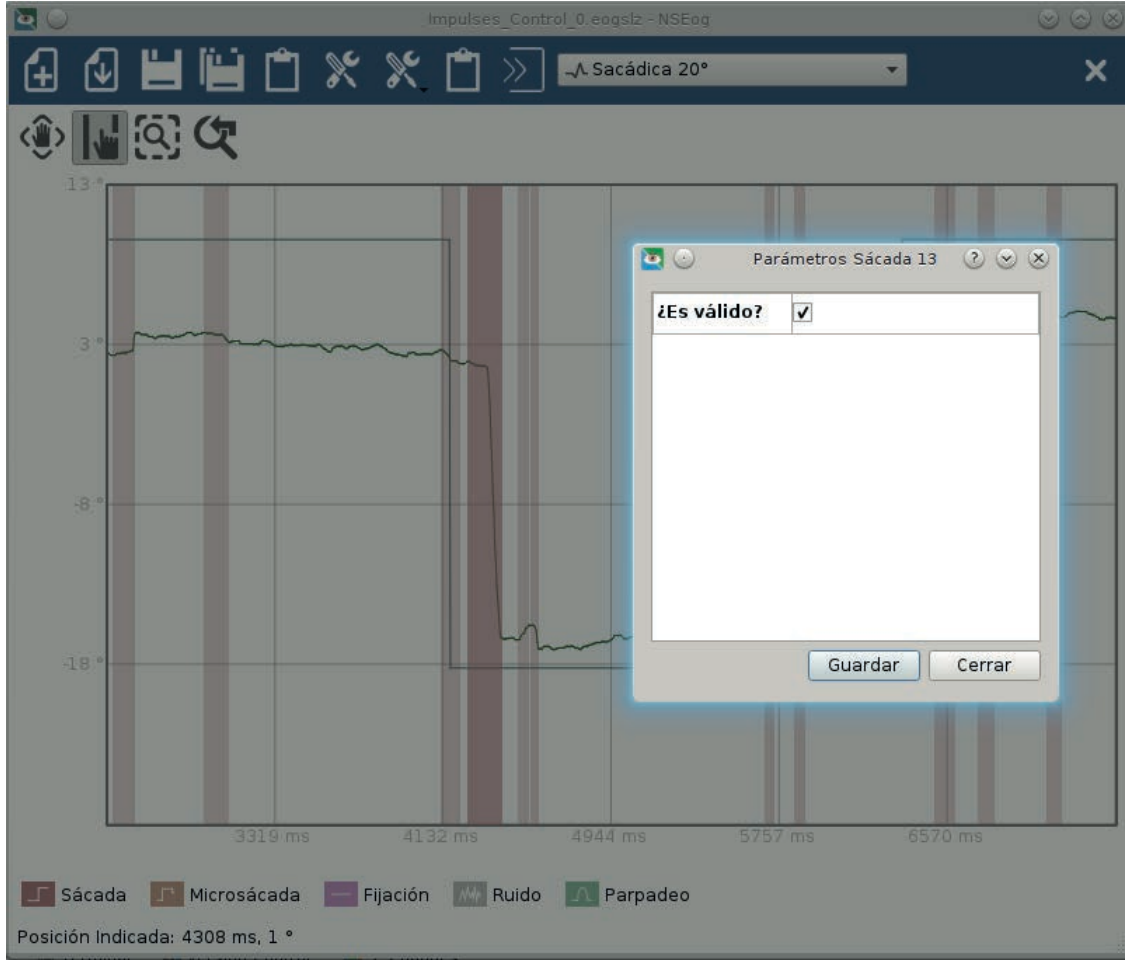 Impulses_Control_0.eogslz - NSEog
Sacádica 20°
13 °
3 °
-8 °
-18 °
3319 ms
4132 ms
4944 ms
5757 ms
6570 ms
Parámetros Sácada 13
¿Es válido?
Guardar
Cerrar
Sácada
Microsácada
Fijación
Ruido
Parpadeo
Posición Indicada: 4308 ms, 1 °